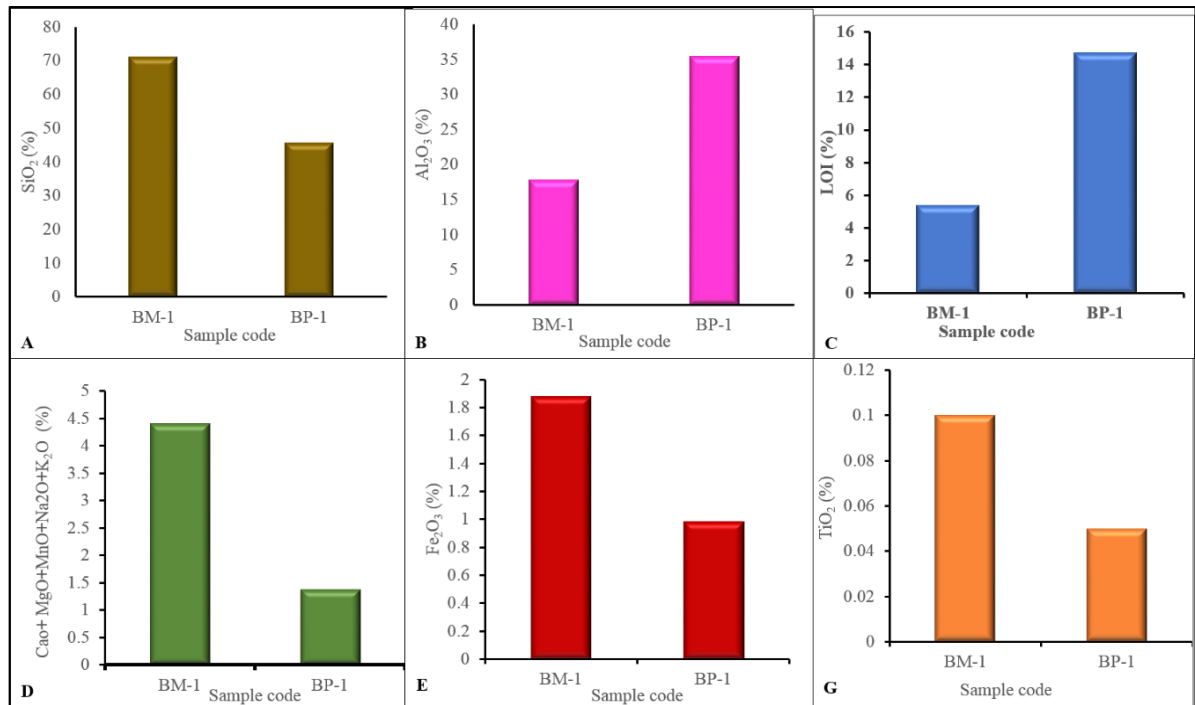 SiO₂ (%)
80
70
60
50
40
30
20
10
0
BM-1 BP-1
Sample code
A
Al₂O₃ (%)
40
35
30
25
20
15
10
5
0
BM-1 BP-1
Sample code
B
LOI (%)
16
14
12
10
8
6
4
2
0
BM-1 BP-1
Sample code
C
Cao+ MgO+MnO+Na2O+K₂O (%)
5
4.5
4
3.5
3
2.5
2
1.5
1
0.5
0
BM-1 BP-1
Sample code
D
Fe₂O₃ (%)
2
1.8
1.6
1.4
1.2
1
0.8
0.6
0.4
0.2
0
BM-1 BP-1
Sample code
E
TiO₂ (%)
0.12
0.1
0.08
0.06
0.04
0.02
0
BM-1 BP-1
Sample code
G